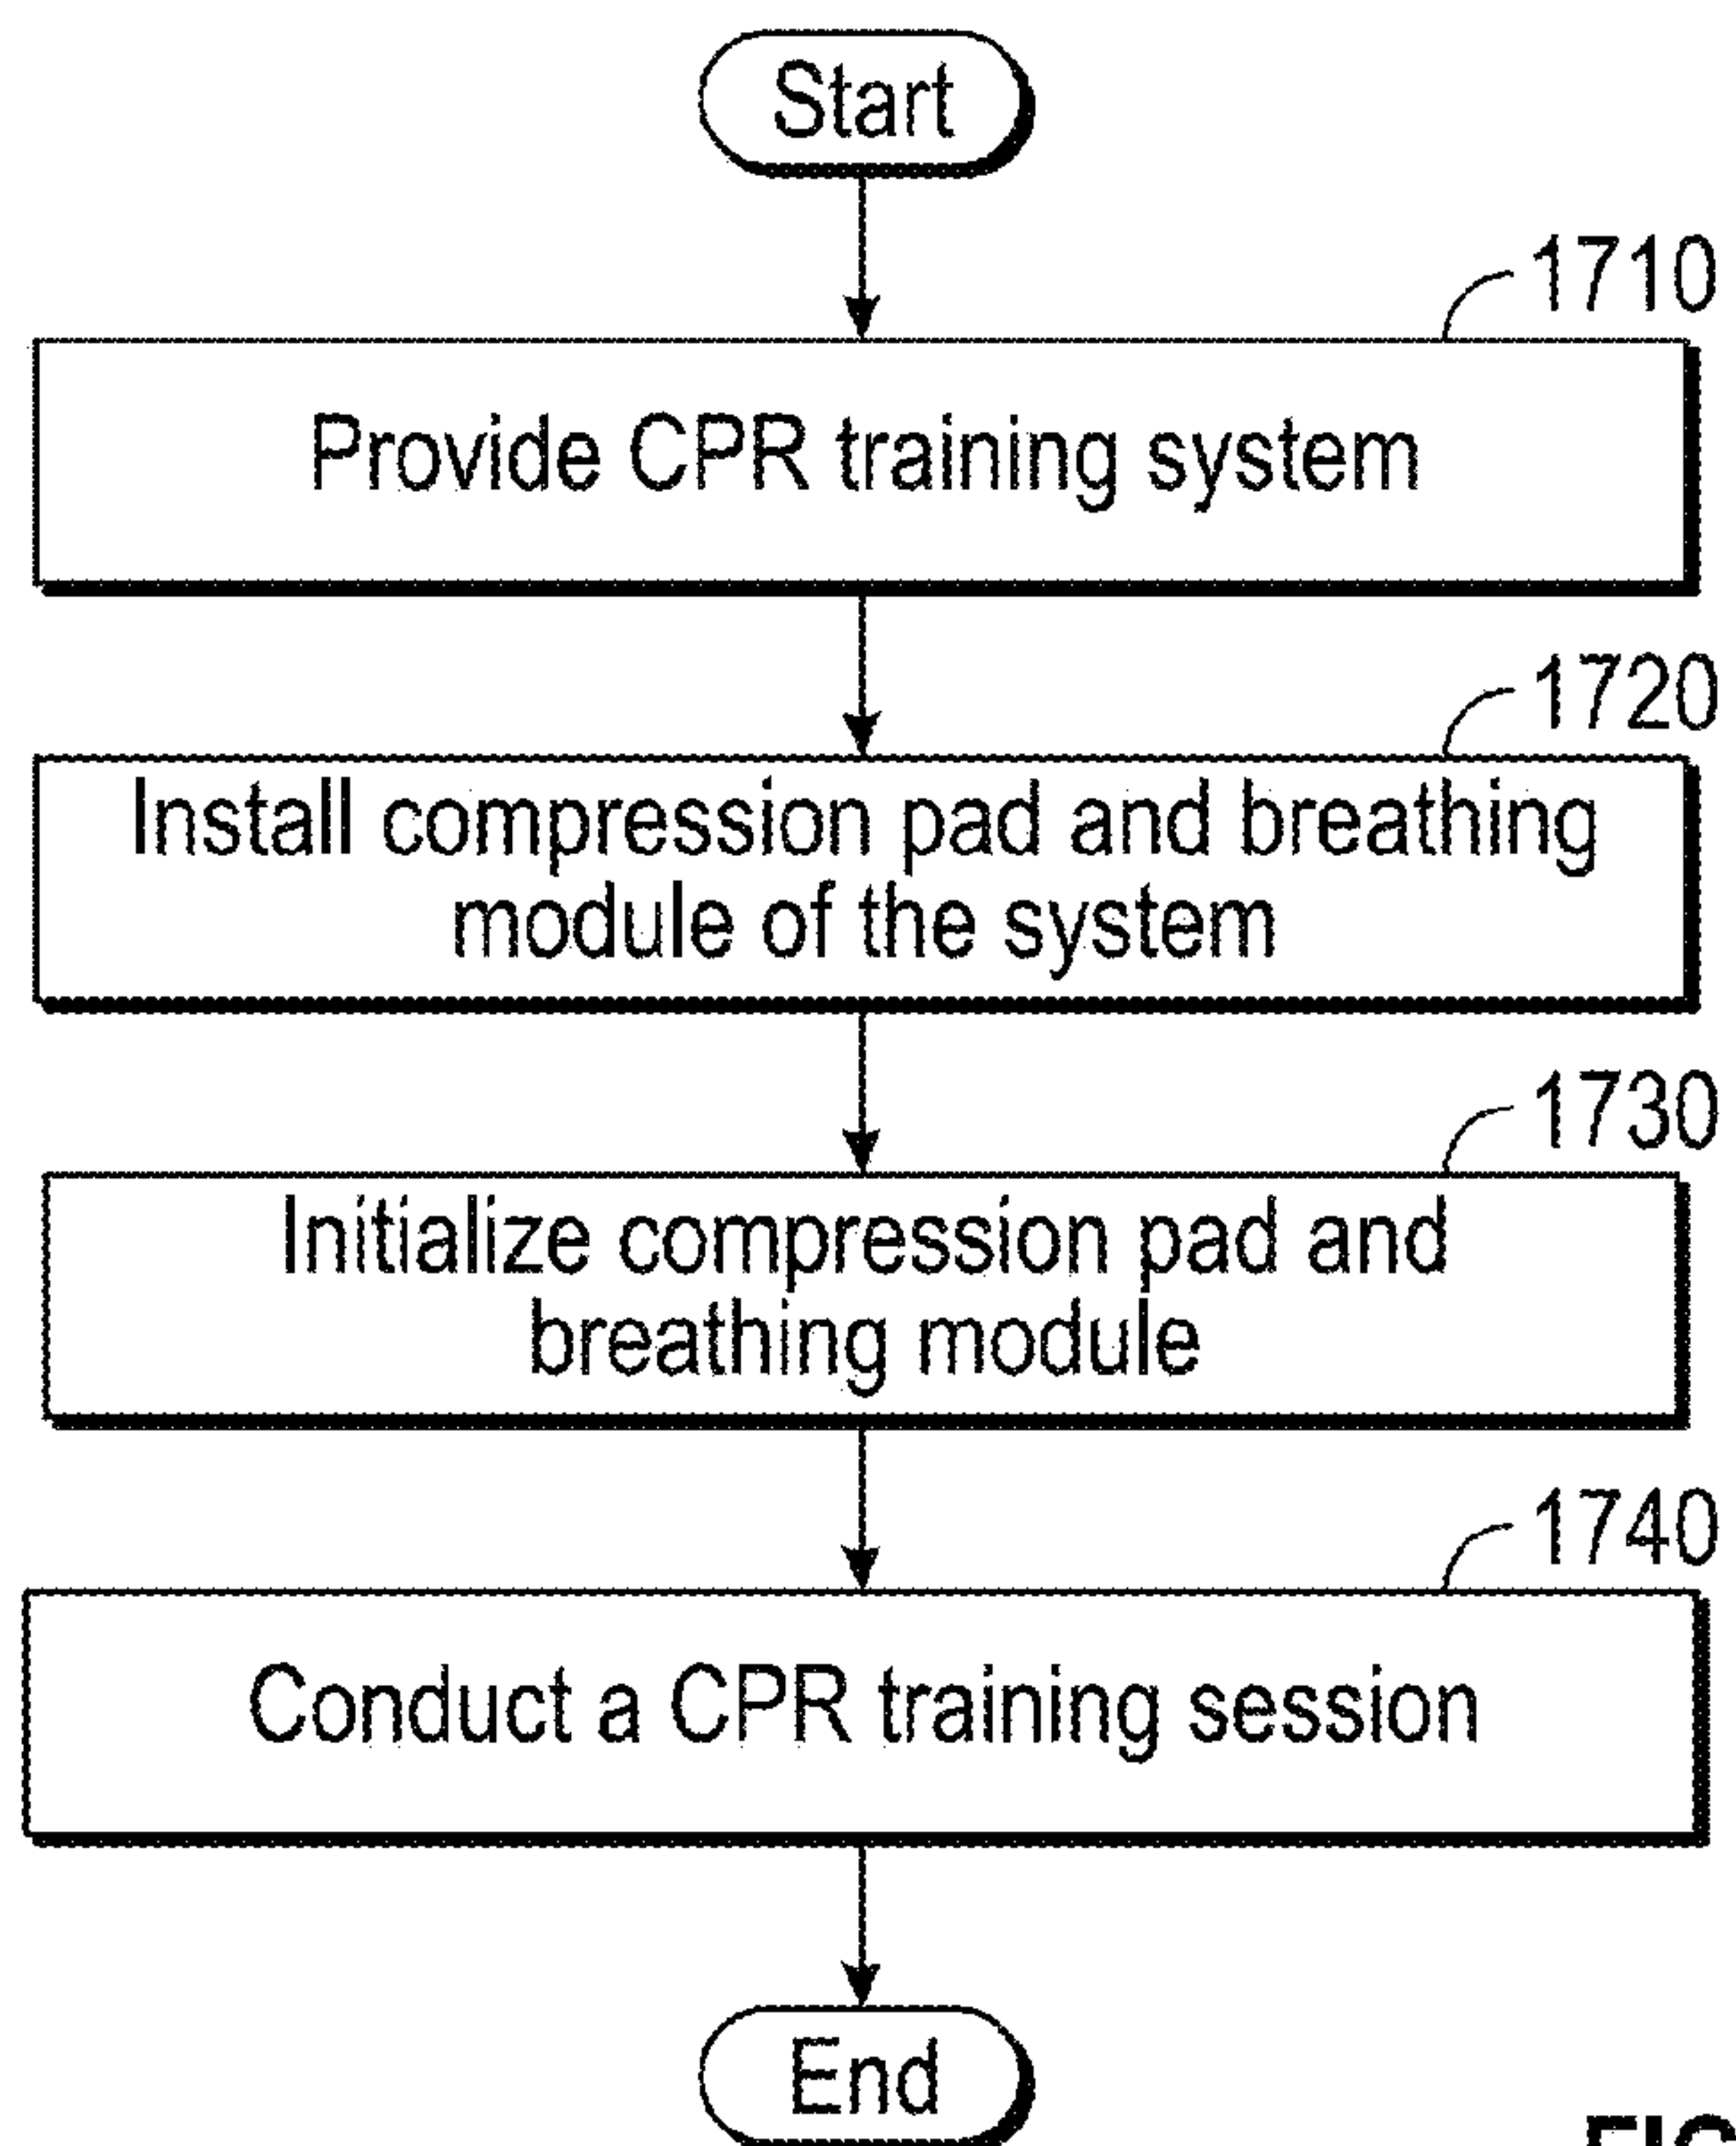 Start
1710
Provide CPR training system
1720
Install compression pad and breathing
module of the system
1730
Initialize compression pad and
breathing module
1740
Conduct a CPR training session
End